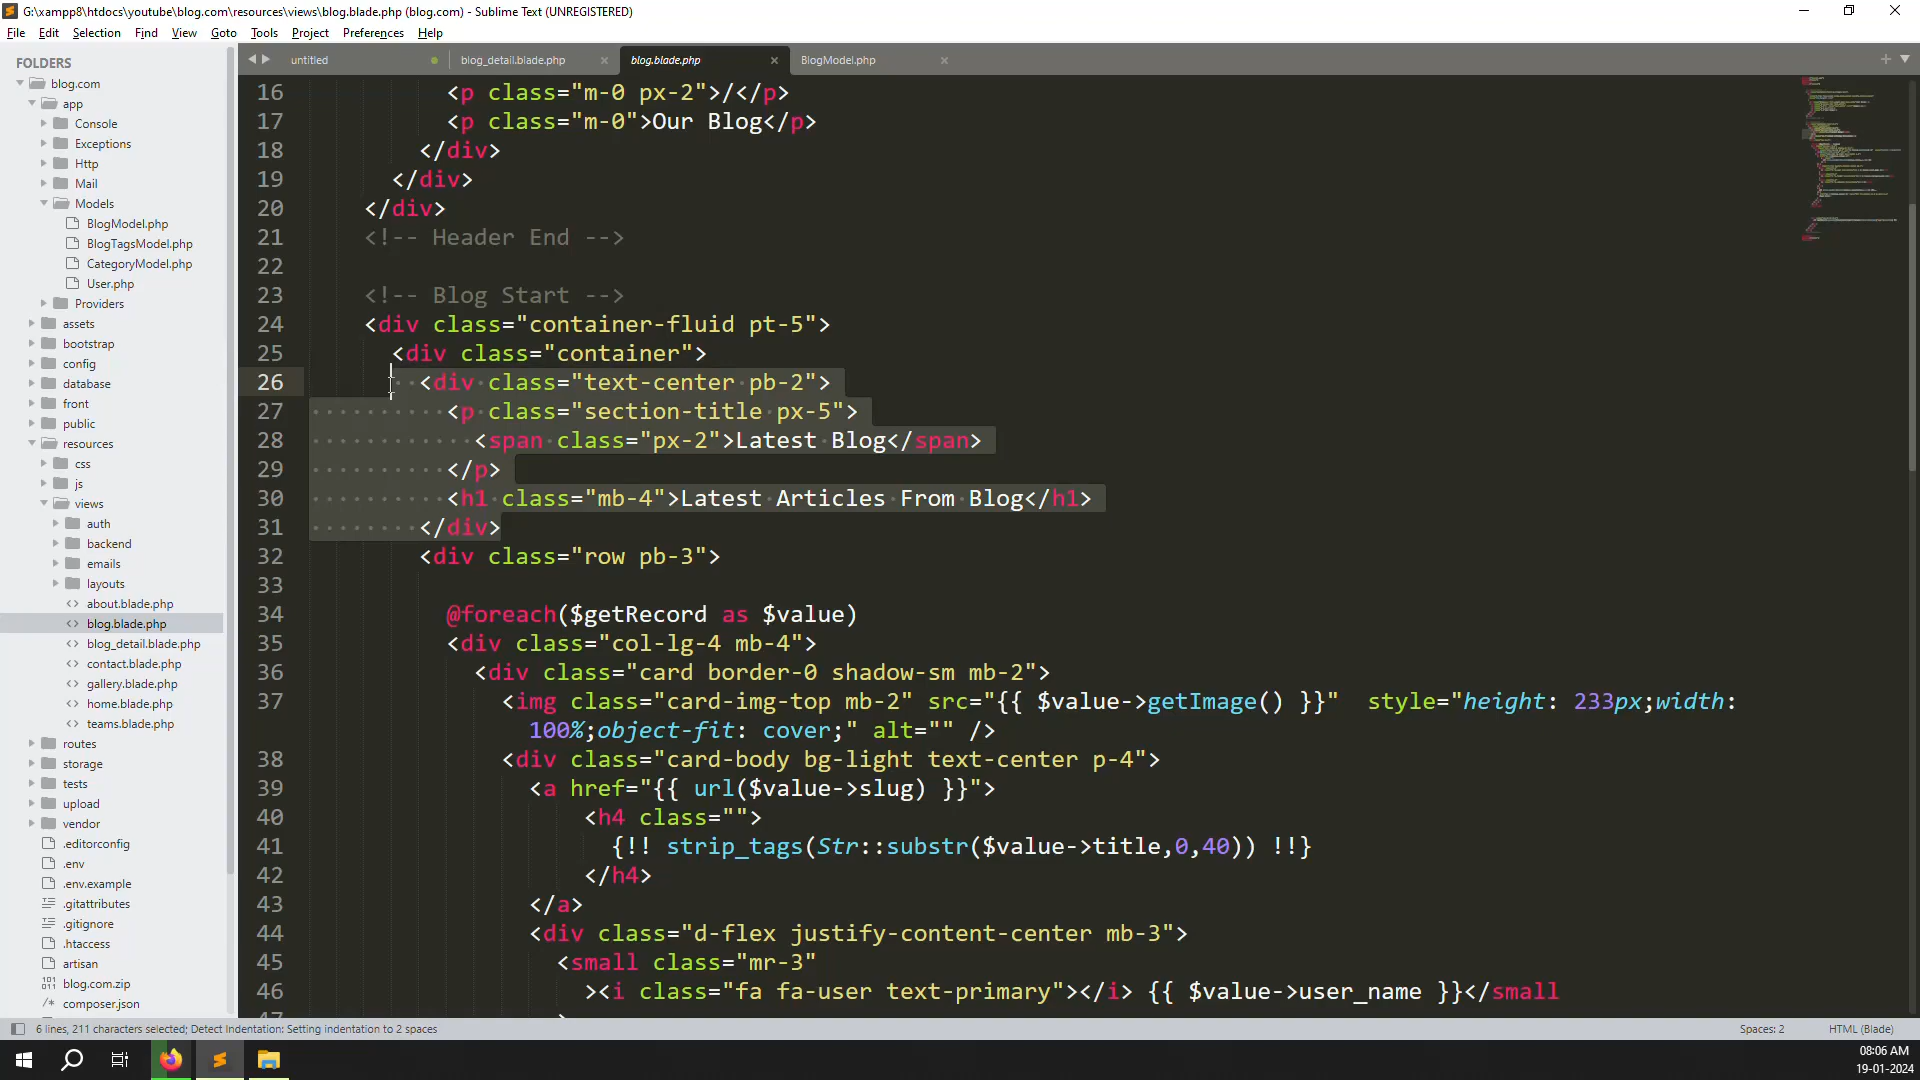 G:\xampp8\htdocs\youtube\blog.com\resources\views\blog.blade.php (blog.com) - Sublime Text (UNREGISTERED)
File Edit Selection Find View Goto Tools Project Preferences Help
FOLDERS
blog.com
app
Console
Exceptions
Http
Mail
Models
BlogModel.php
BlogTagsModel.php
CategoryModel.php
User.php
Providers
assets
bootstrap
config
database
front
public
resources
css
js
views
auth
backend
emails
layouts
about.blade.php
blog.blade.php
blog_detail.blade.php
contact.blade.php
gallery.blade.php
home.blade.php
teams.blade.php
routes
storage
tests
upload
vendor
.editorconfig
.env
.env.example
.gitattributes
.gitignore
.htaccess
artisan
blog.com.zip
composer.json
untitled blog_detail.blade.php blog.blade.php BlogModel.php
16 <p class="m-0 px-2">/</p>
17 <p class="m-0">Our Blog</p>
18 </div>
19 </div>
20 </div>
21 <!-- Header End -->
22
23 <!-- Blog Start -->
24 <div class="container-fluid pt-5">
25 <div class="container">
26 <div class="text-center pb-2">
27 <p class="section-title px-5">
28 <span class="px-2">Latest Blog</span>
29 </p>
30 <h1 class="mb-4">Latest Articles From Blog</h1>
31 </div>
32 <div class="row pb-3">
33
34 @foreach($getRecord as $value)
35 <div class="col-lg-4 mb-4">
36 <div class="card border-0 shadow-sm mb-2">
37 <img class="card-img-top mb-2" src="{{ $value->getImage() }}" style="height: 233px;width:
100%;object-fit: cover;" alt="" />
38 <div class="card-body bg-light text-center p-4">
39 <a href="{{ url($value->slug) }}">
40 <h4 class="">
41 {!! strip_tags(Str::substr($value->title,0,40)) !!}
42 </h4>
43 </a>
44 <div class="d-flex justify-content-center mb-3">
45 <small class="mr-3"
46 ><i class="fa fa-user text-primary"></i> {{ $value->user_name }}</small
6 lines, 211 characters selected; Detect Indentation: Setting indentation to 2 spaces
Spaces: 2 HTML (Blade)
08:06 AM
19-01-2024